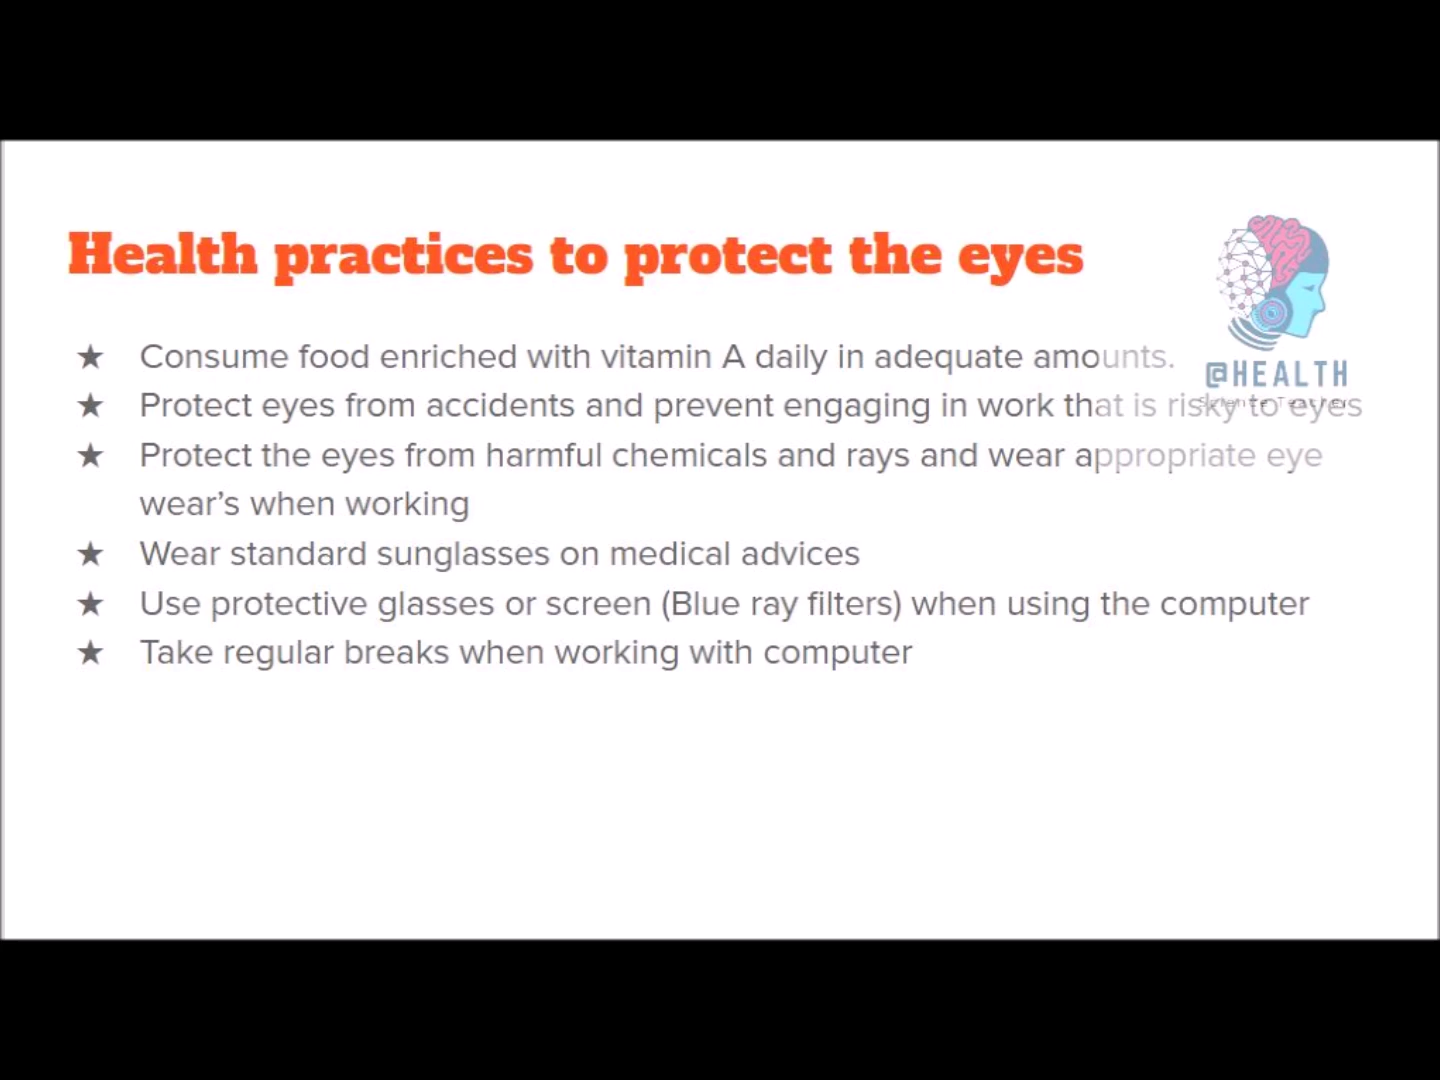 Health practices to protect the eyes
★ Consume food enriched with vitamin A daily in adequate amounts.
@HEALTH
★ Protect eyes from accidents and prevent engaging in work that is risky to eyes
Science Teacher
★ Protect the eyes from harmful chemicals and rays and wear appropriate eye
wear’s when working
★ Wear standard sunglasses on medical advices
★ Use protective glasses or screen (Blue ray filters) when using the computer
★ Take regular breaks when working with computer